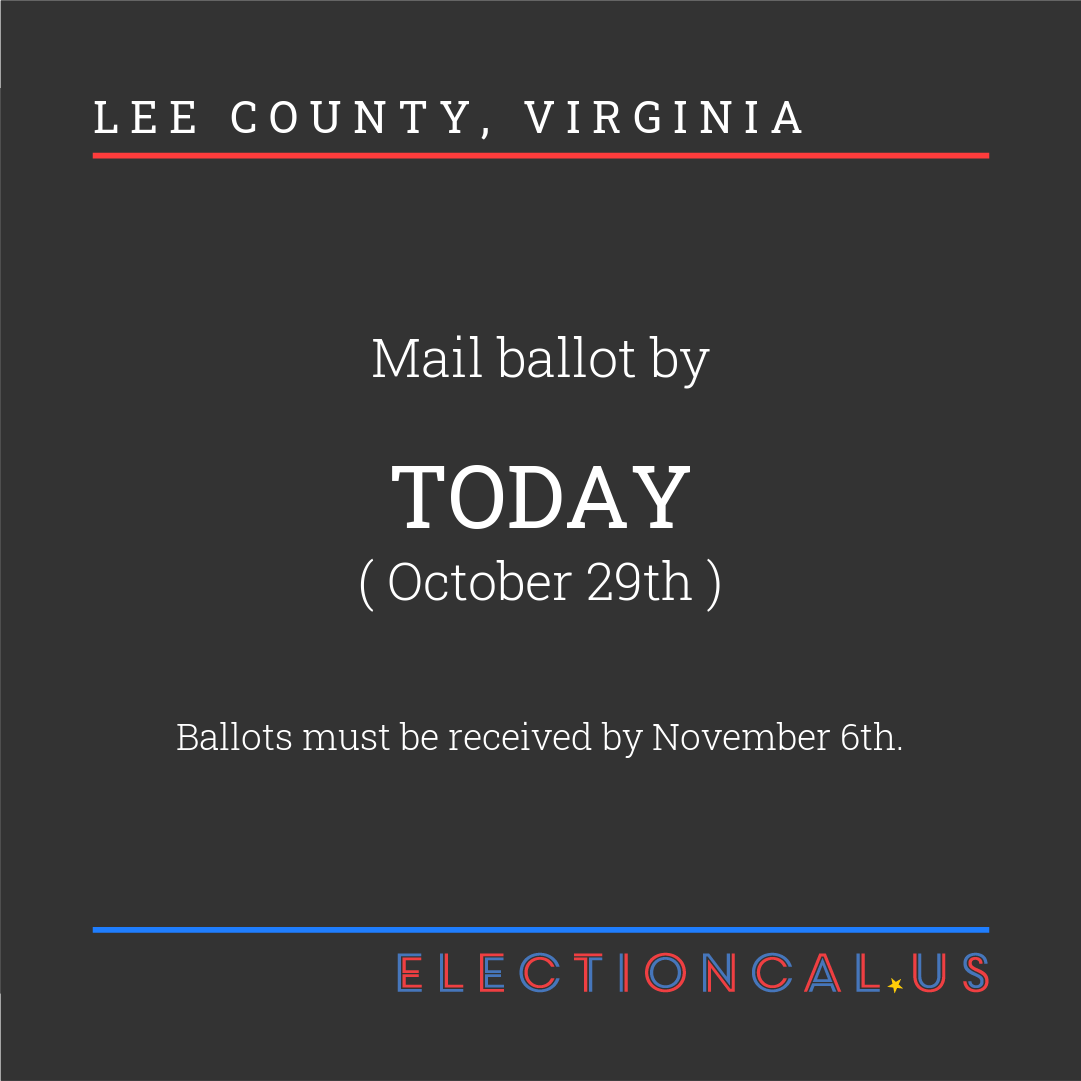 LEE COUNTY, VIRGINIA
Mail ballot by
TODAY
( October 29th )
Ballots must be received by November 6th.
ELECTIONCAL.US